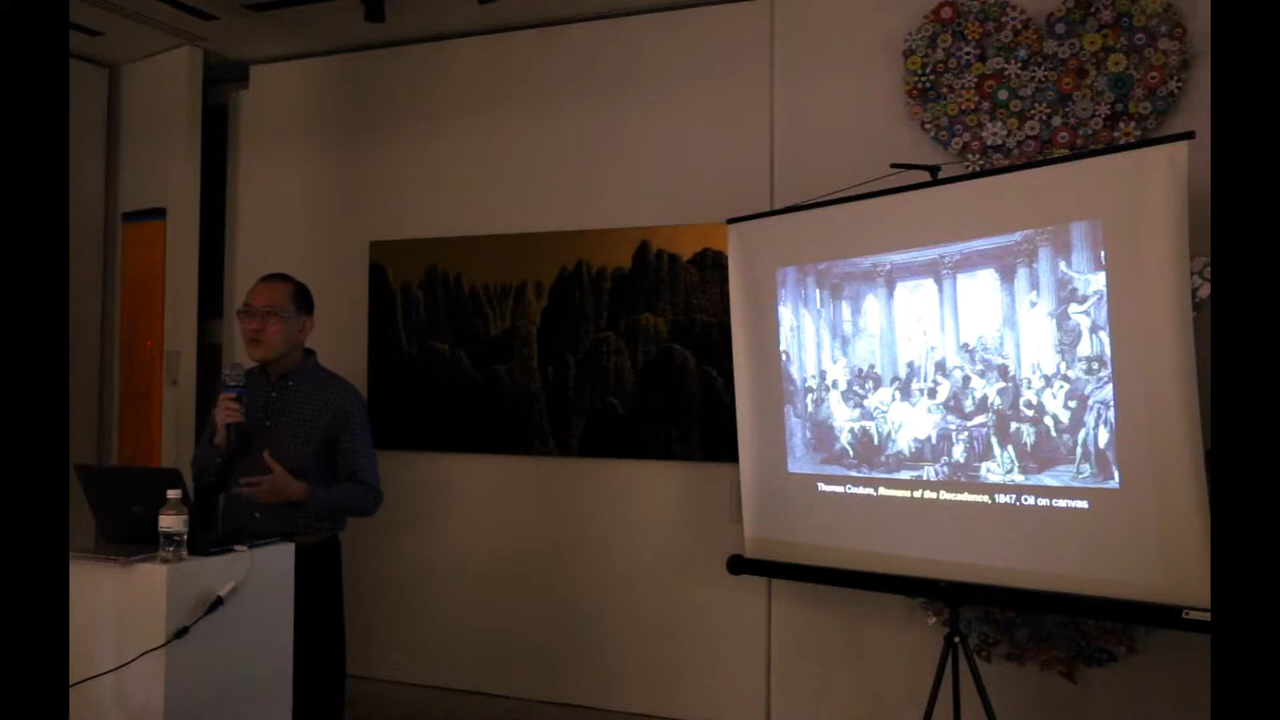 Thomas Couture, Romans of the Decadence, 1847, Oil on canvas